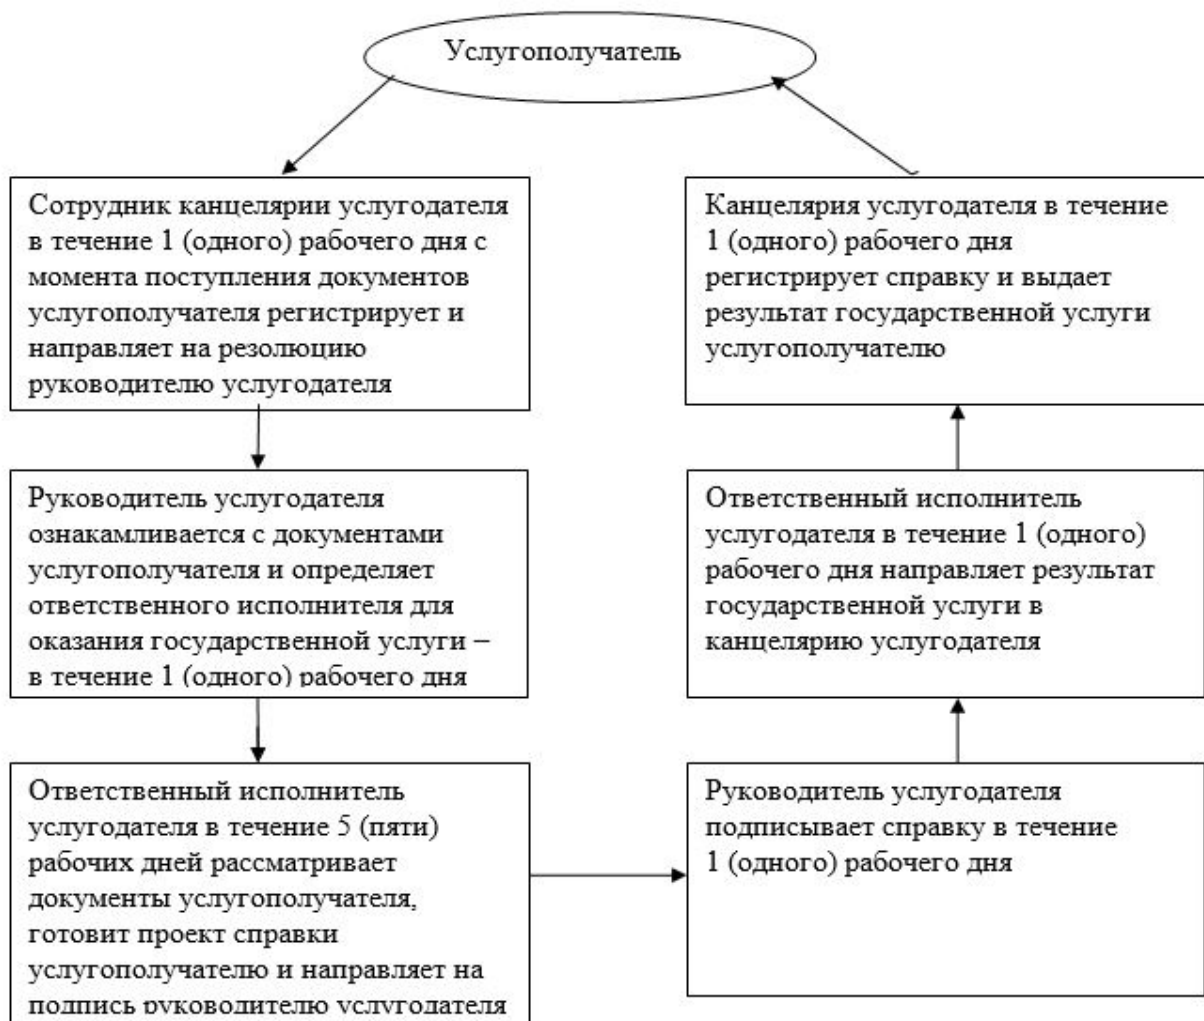 Услугополучатель
Сотрудник канцелярии услугодателя
в течение 1 (одного) рабочего дня с
момента поступления документов
услугополучателя регистрирует и
направляет на резолюцию
руководителю услугодателя
Руководитель услугодателя
ознакамливается с документами
услугополучателя и определяет
ответственного исполнителя для
оказания государственной услуги –
в течение 1 (одного) рабочего дня
Ответственный исполнитель
услугодателя в течение 5 (пяти)
рабочих дней рассматривает
документы услугополучателя,
готовит проект справки
услугополучателю и направляет на
подпись руководителю услугодателя
Руководитель услугодателя
подписывает справку в течение
1 (одного) рабочего дня
Ответственный исполнитель
услугодателя в течение 1 (одного)
рабочего дня направляет результат
государственной услуги в
канцелярию услугодателя
Канцелярия услугодателя в течение
1 (одного) рабочего дня
регистрирует справку и выдает
результат государственной услуги
услугополучателю